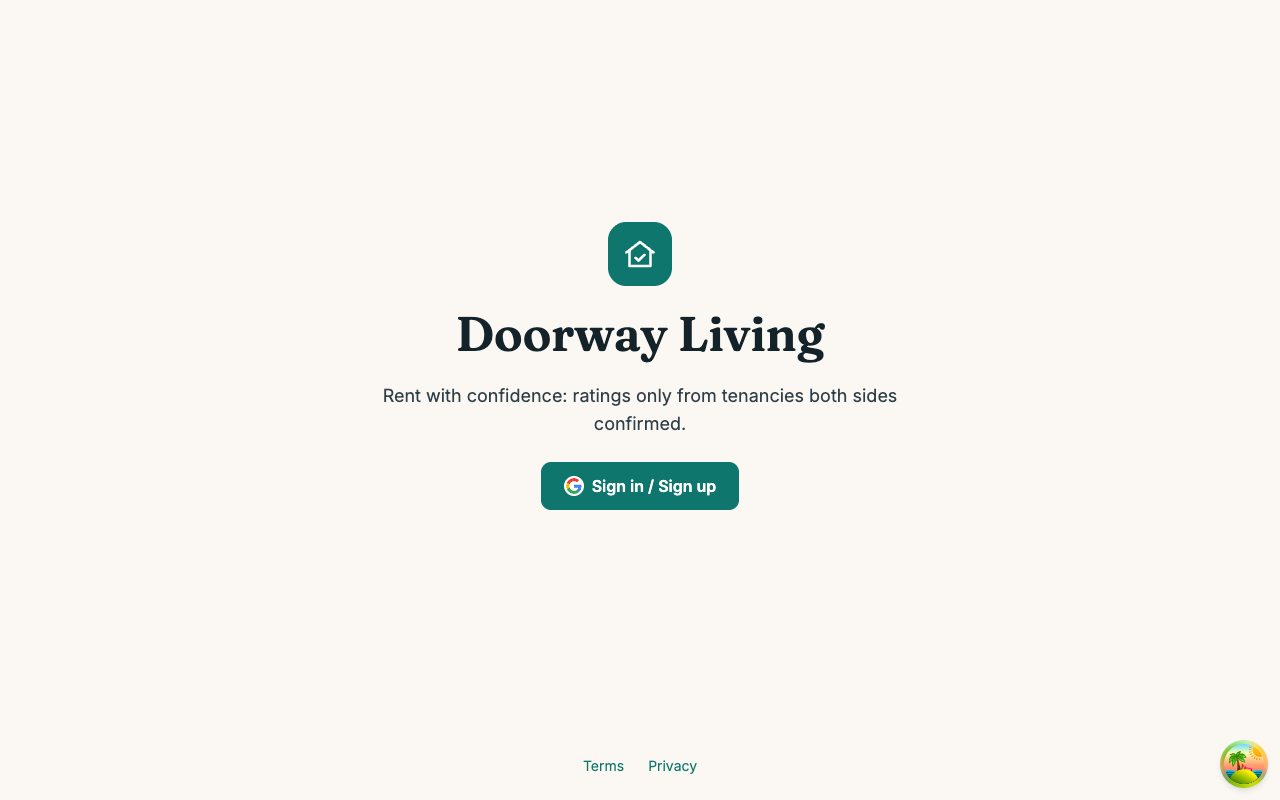 Doorway Living
Rent with confidence: ratings only from tenancies both sides
confirmed.
Sign in / Sign up
Terms Privacy